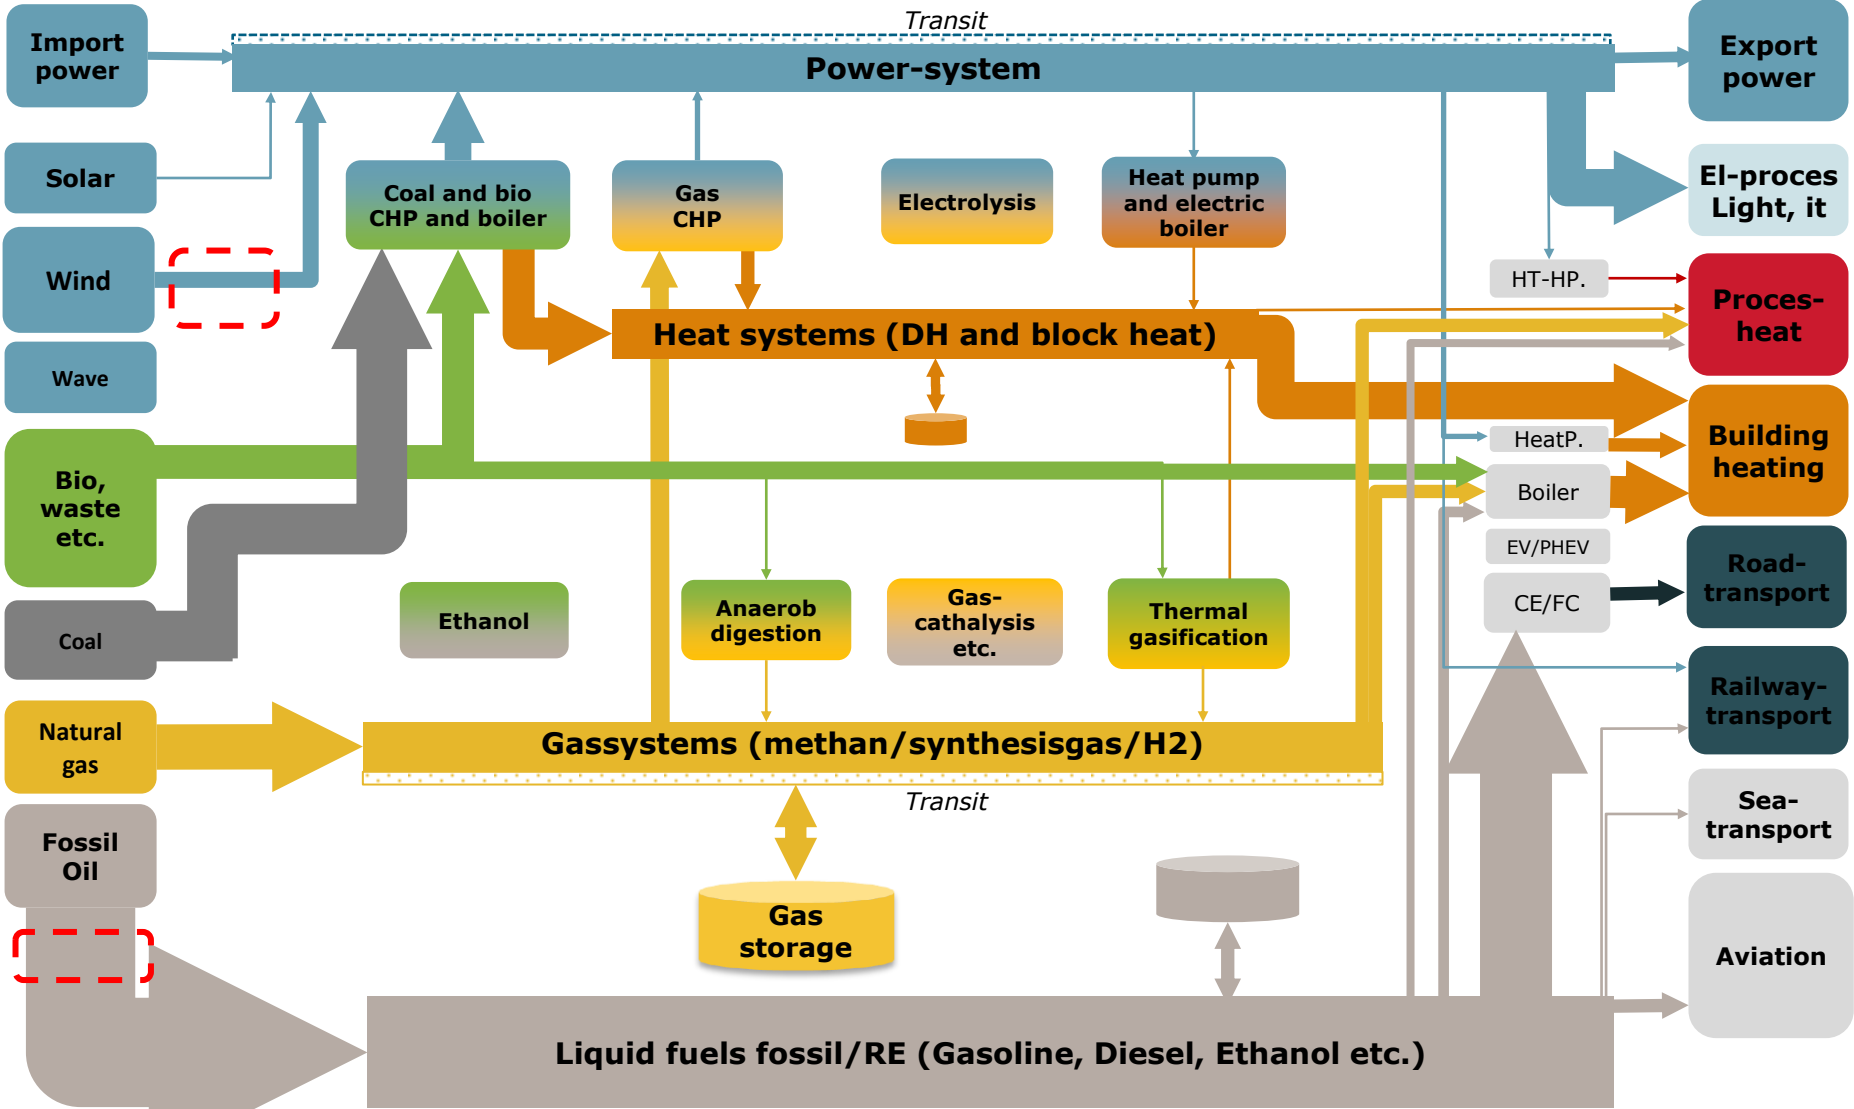 Transit
Import
power
Power-system
Export
power
Solar
Coal and bio
CHP and boiler
Gas
CHP
Electrolysis
Heat pump
and electric
boiler
El-proces
Light, it
Wind
HT-HP.
Proces-
heat
Heat systems (DH and block heat)
Wave
HeatP.
Building
heating
Bio,
waste
etc.
Boiler
EV/PHEV
Road-
transport
Coal
Ethanol
Anaerob
digestion
Gas-
cathalysis
etc.
Thermal
gasification
CE/FC
Railway-
transport
Natural
gas
Gassystems (methan/synthesisgas/H2)
Transit
Sea-
transport
Fossil
Oil
Gas
storage
Aviation
Liquid fuels fossil/RE (Gasoline, Diesel, Ethanol etc.)